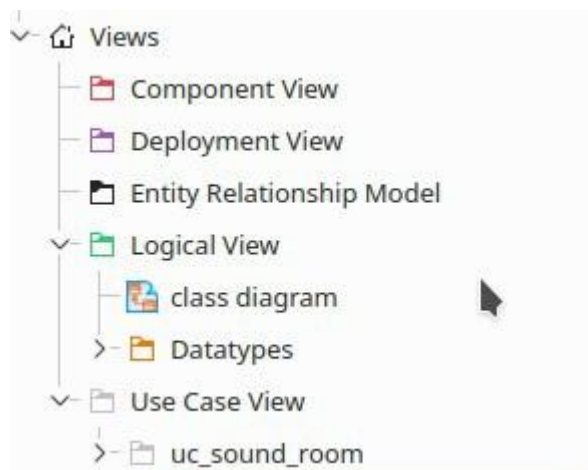 Views
Component View
Deployment View
Entity Relationship Model
Logical View
class diagram
Datatypes
Use Case View
uc_sound_room